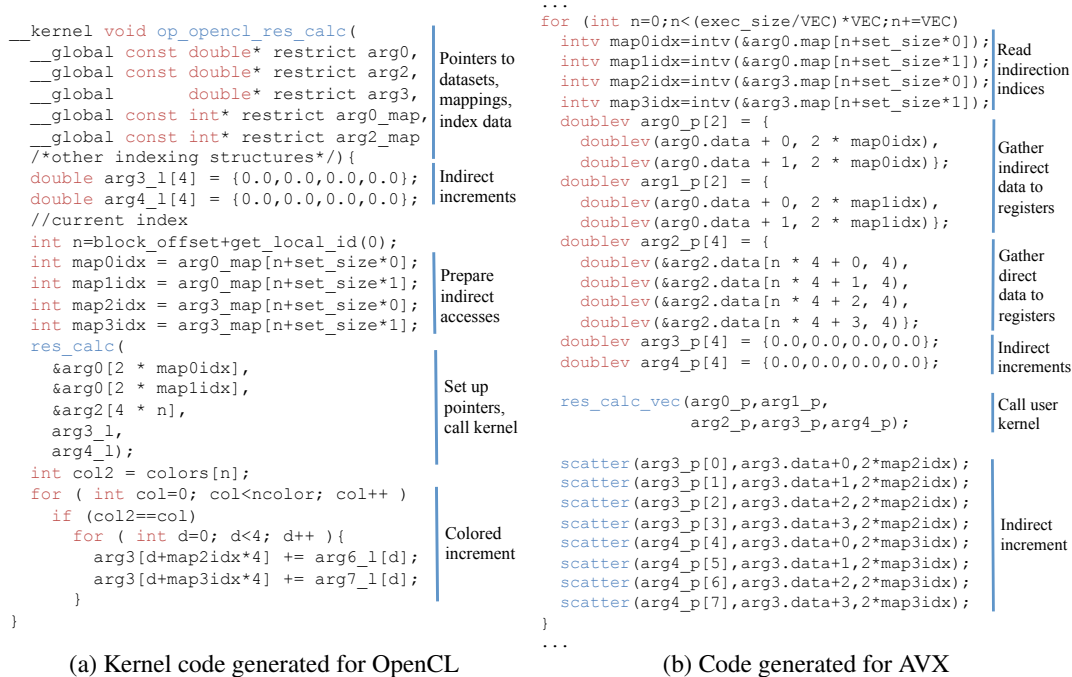 __kernel void op_opencl_res_calc(
__global const double* restrict arg0,
__global const double* restrict arg2,
__global double* restrict arg3,
__global const int* restrict arg0_map,
__global const int* restrict arg2_map
/*other indexing structures*/){
double arg3_l[4] = {0.0,0.0,0.0,0.0};
double arg4_l[4] = {0.0,0.0,0.0,0.0};
//current index
int n=block_offset+get_local_id(0);
int map0idx = arg0_map[n+set_size*0];
int map1idx = arg0_map[n+set_size*1];
int map2idx = arg3_map[n+set_size*0];
int map3idx = arg3_map[n+set_size*1];
res_calc(
&arg0[2 * map0idx],
&arg0[2 * map1idx],
&arg2[4 * n],
arg3_l,
arg4_l);
int col2 = colors[n];
for ( int col=0; col<ncolor; col++ )
if (col2==col)
for ( int d=0; d<4; d++ ){
arg3[d+map2idx*4] += arg6_l[d];
arg3[d+map3idx*4] += arg7_l[d];
}
}
Pointers to
datasets,
mappings,
index data
Indirect
increments
Prepare
indirect
accesses
Set up
pointers,
call kernel
Colored
increment
(a) Kernel code generated for OpenCL
...
for (int n=0;n<(exec_size/VEC)*VEC;n+=VEC)
intv map0idx=intv(&arg0.map[n+set_size*0]);
intv map1idx=intv(&arg0.map[n+set_size*1]);
intv map2idx=intv(&arg3.map[n+set_size*0]);
intv map3idx=intv(&arg3.map[n+set_size*1]);
doublev arg0_p[2] = {
doublev(arg0.data + 0, 2 * map0idx),
doublev(arg0.data + 1, 2 * map0idx)};
doublev arg1_p[2] = {
doublev(arg0.data + 0, 2 * map1idx),
doublev(arg0.data + 1, 2 * map1idx)};
doublev arg2_p[4] = {
doublev(&arg2.data[n * 4 + 0, 4),
doublev(&arg2.data[n * 4 + 1, 4),
doublev(&arg2.data[n * 4 + 2, 4),
doublev(&arg2.data[n * 4 + 3, 4)};
doublev arg3_p[4] = {0.0,0.0,0.0,0.0};
doublev arg4_p[4] = {0.0,0.0,0.0,0.0};
res_calc_vec(arg0_p,arg1_p,
arg2_p,arg3_p,arg4_p);
scatter(arg3_p[0],arg3.data+0,2*map2idx);
scatter(arg3_p[1],arg3.data+1,2*map2idx);
scatter(arg3_p[2],arg3.data+2,2*map2idx);
scatter(arg3_p[3],arg3.data+3,2*map2idx);
scatter(arg4_p[4],arg3.data+0,2*map3idx);
scatter(arg4_p[5],arg3.data+1,2*map3idx);
scatter(arg4_p[6],arg3.data+2,2*map3idx);
scatter(arg4_p[7],arg3.data+3,2*map3idx);
}
...
Read
indirection
indices
Gather
indirect
data to
registers
Gather
direct
data to
registers
Indirect
increments
Call user
kernel
Indirect
increment
(b) Code generated for AVX